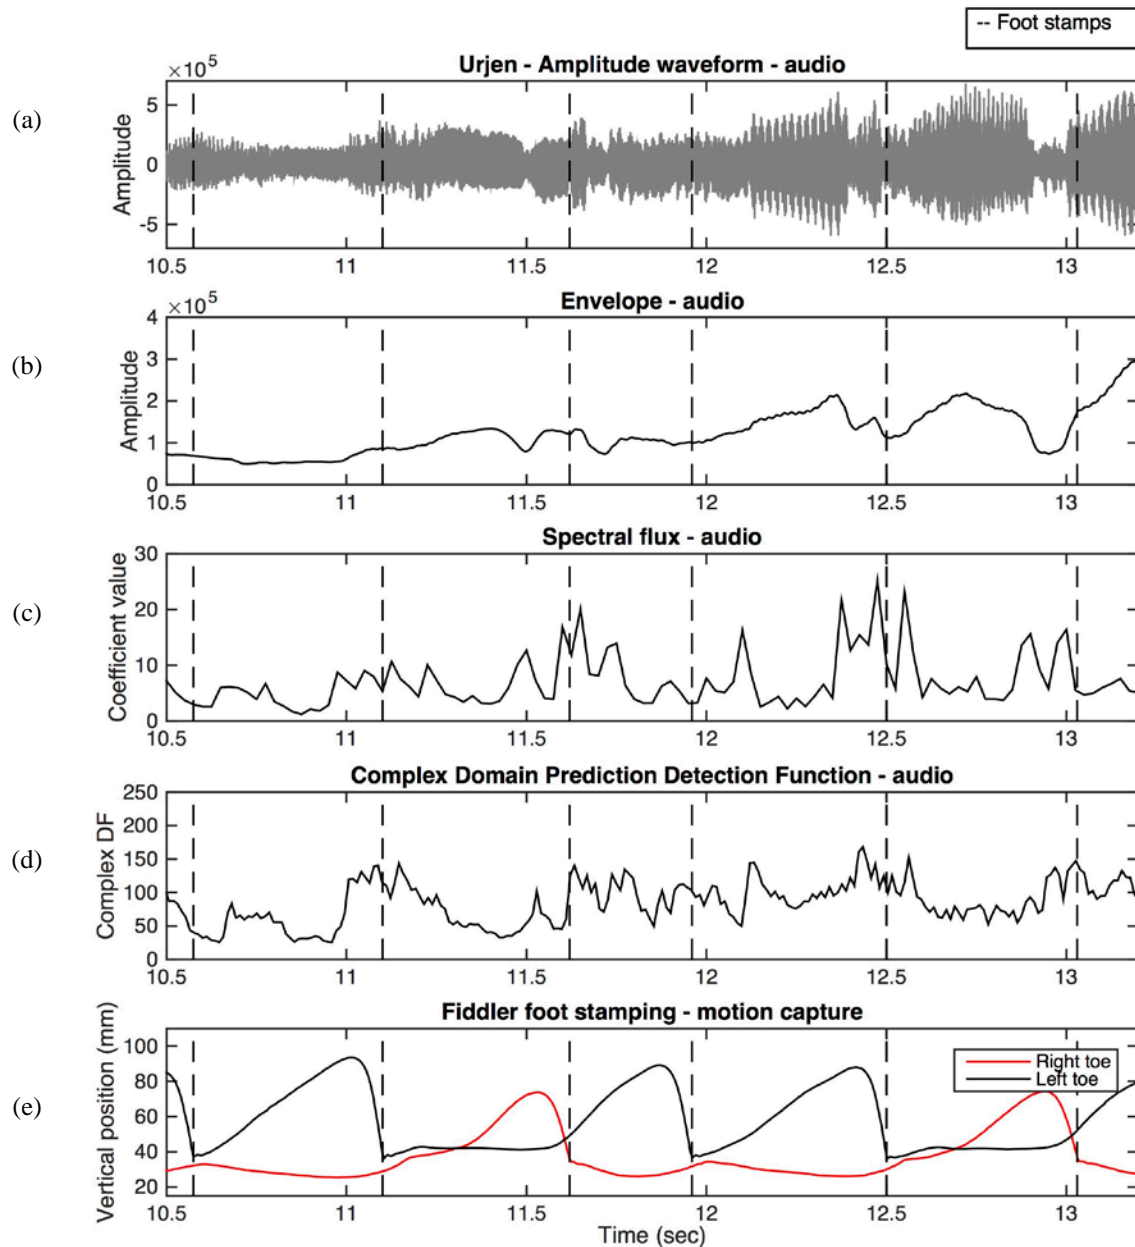 -- Foot stamps
Urjen - Amplitude waveform - audio
(a)
×10^5
Amplitude
5
0
-5
10.5 11 11.5 12 12.5 13
Envelope - audio
(b)
×10^5
Amplitude
4
3
2
1
0
10.5 11 11.5 12 12.5 13
Spectral flux - audio
(c)
Coefficient value
30
20
10
0
10.5 11 11.5 12 12.5 13
Complex Domain Prediction Detection Function - audio
(d)
Complex DF
250
200
150
100
50
0
10.5 11 11.5 12 12.5 13
Fiddler foot stamping - motion capture
(e)
Vertical position (mm)
100
80
60
40
20
Right toe
Left toe
10.5 11 11.5 12 12.5 13
Time (sec)